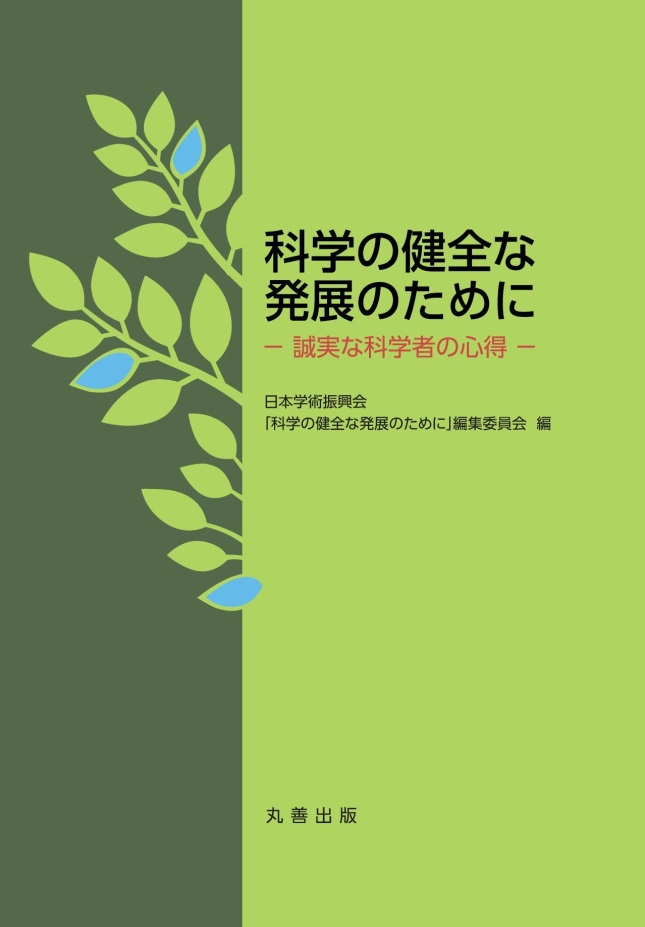 科学の健全な
発展のために
― 誠実な科学者の心得 ―
日本学術振興会
「科学の健全な発展のために」編集委員会 編
丸善出版